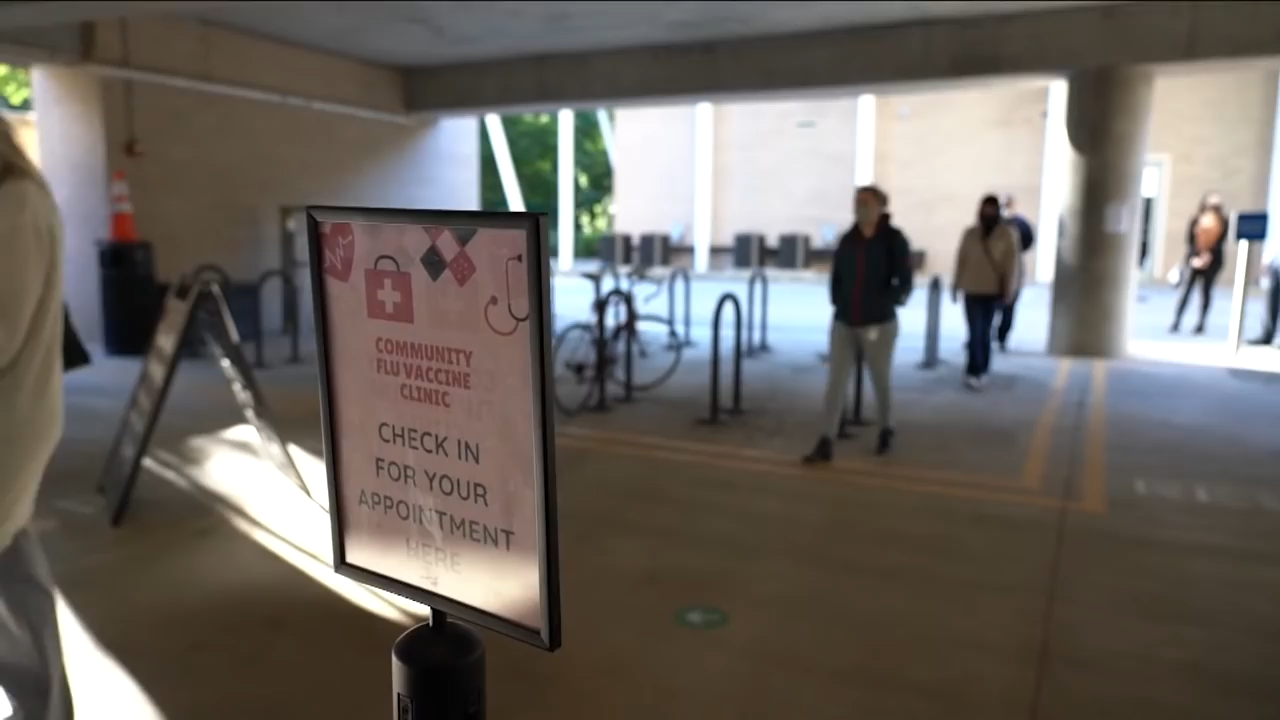 COMMUNITY
FLU VACCINE
CLINIC
CHECK IN
FOR YOUR
APPOINTMENT
HERE